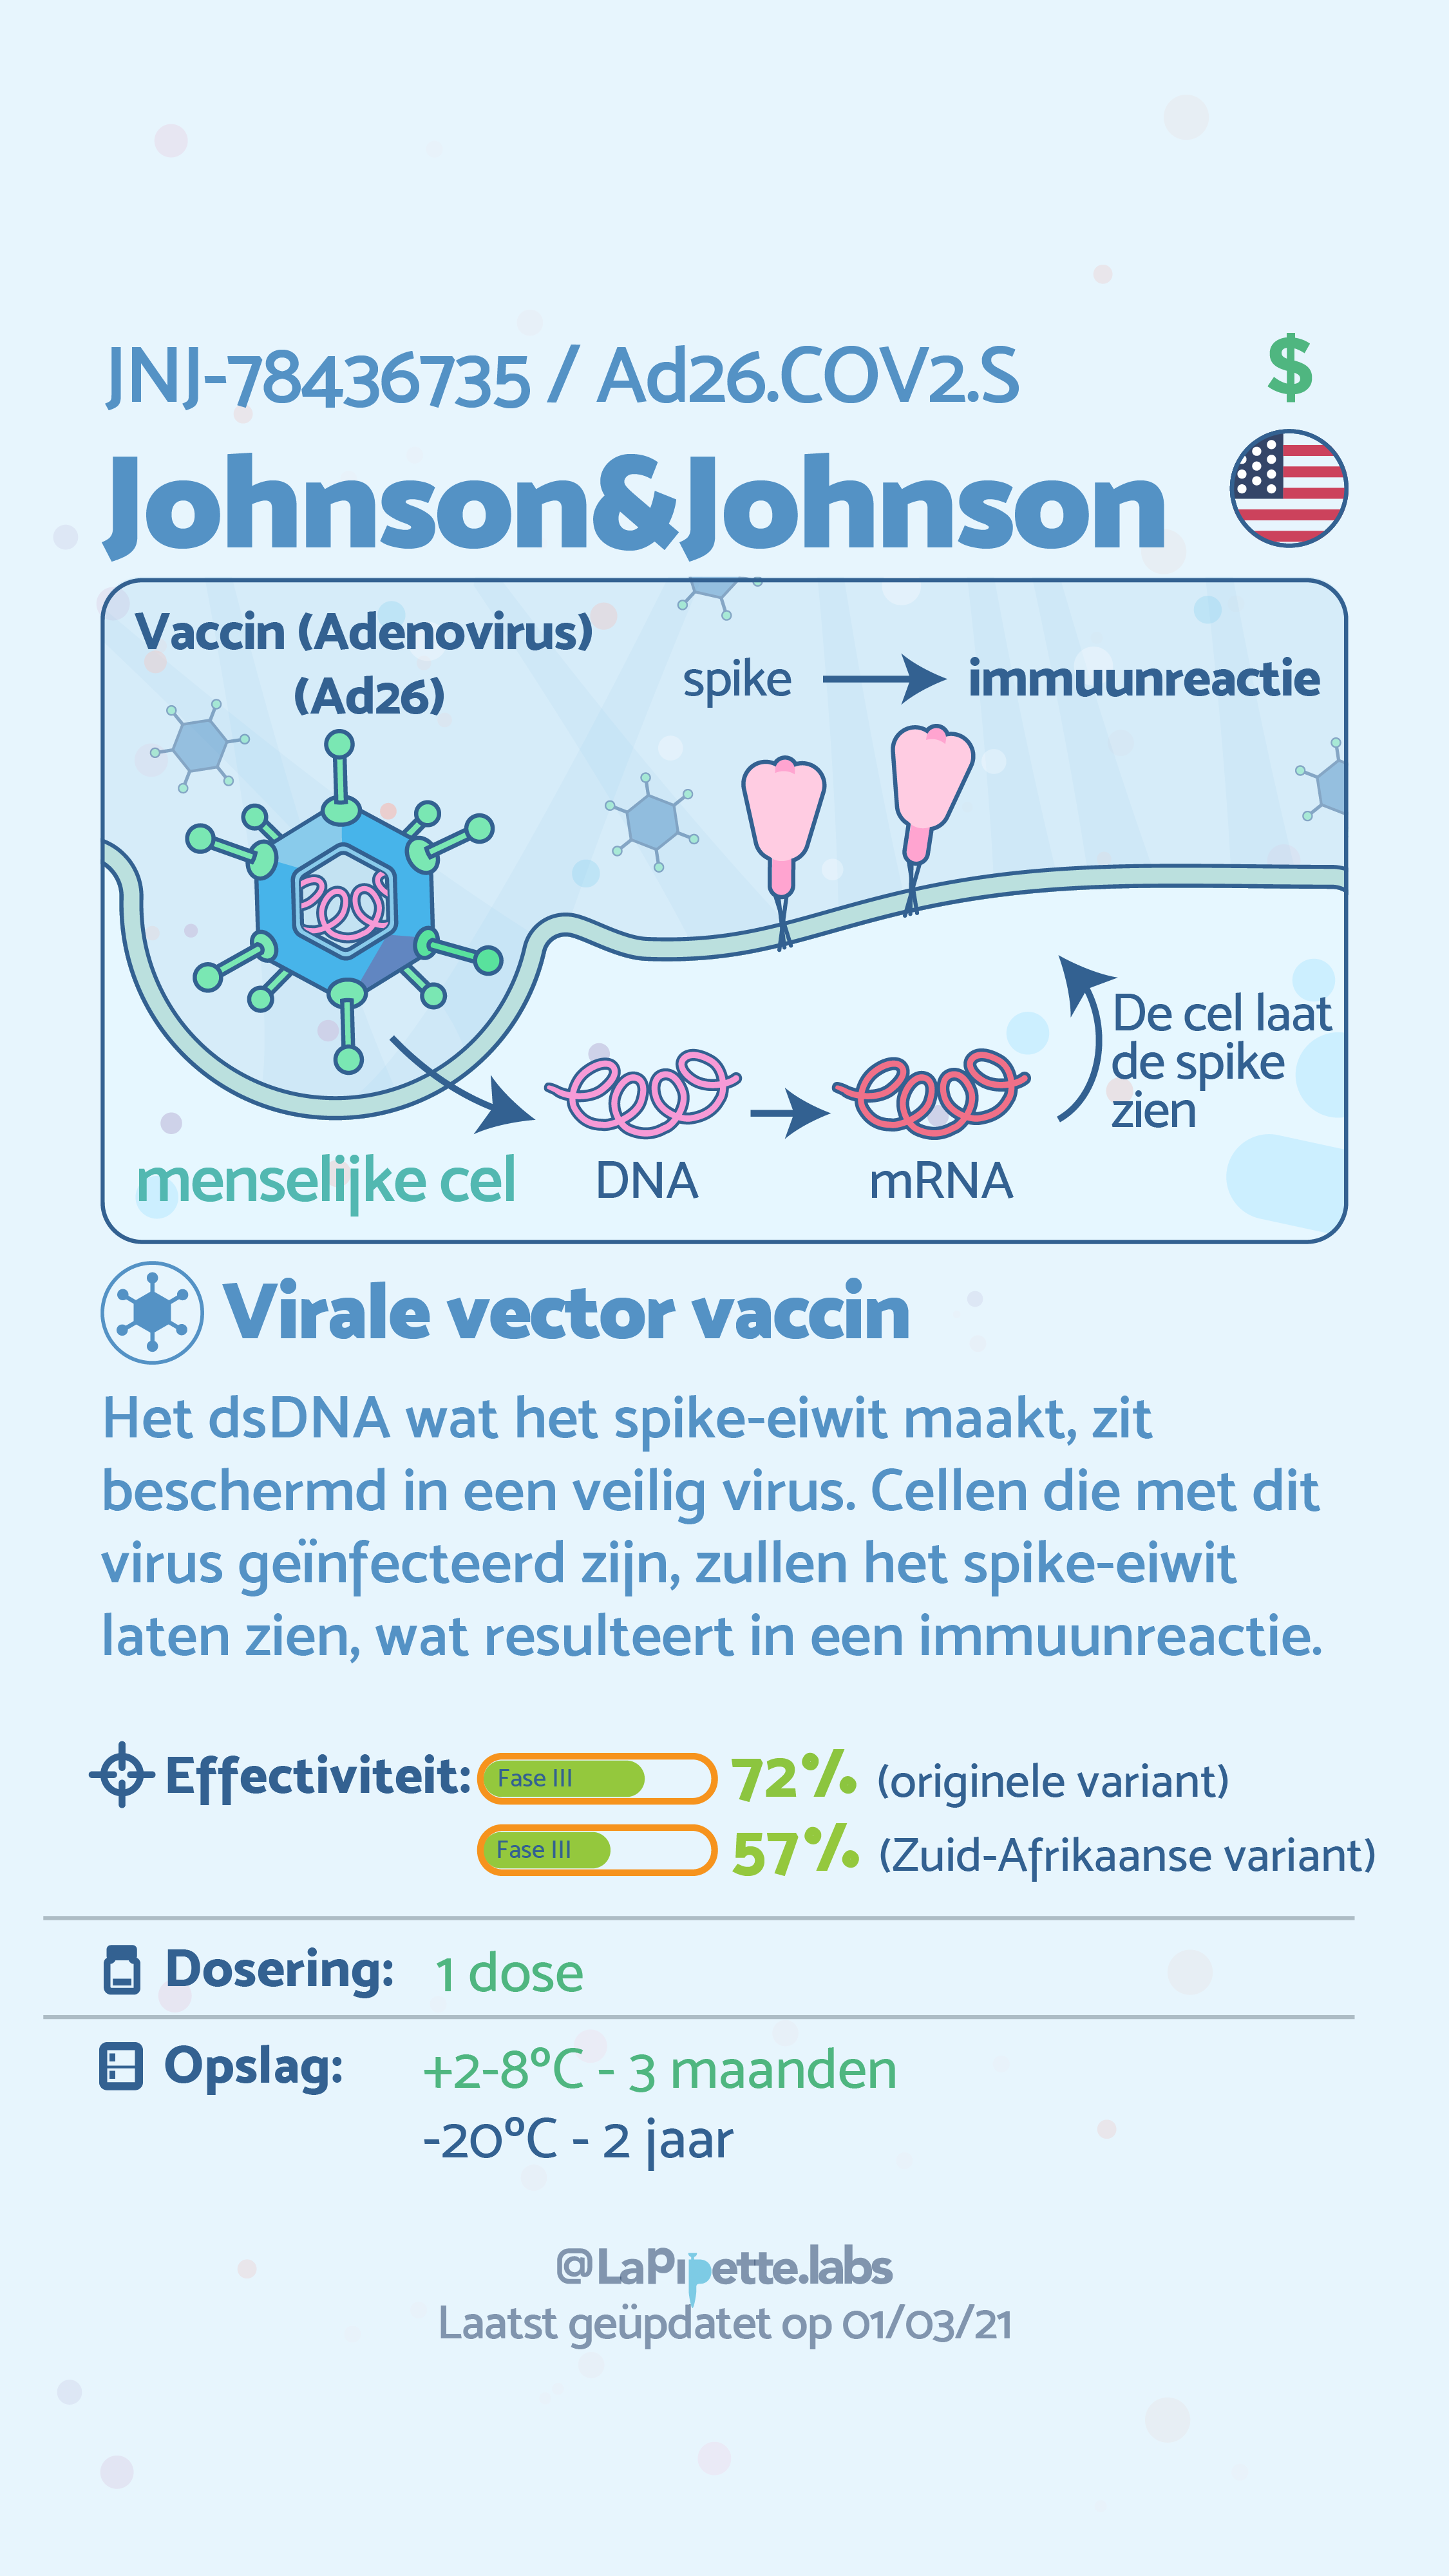 JNJ-78436735 / Ad26.COV2.S
$
Johnson&Johnson
Vaccin (Adenovirus)
(Ad26)
spike
immuunreactie
De cel laat
de spike
zien
menselijke cel
DNA
mRNA
Virale vector vaccin
Het dsDNA wat het spike-eiwit maakt, zit
beschermd in een veilig virus. Cellen die met dit
virus geïnfecteerd zijn, zullen het spike-eiwit
laten zien, wat resulteert in een immuunreactie.
Effectiviteit: Fase III 72% (originele variant)
Fase III 57% (Zuid-Afrikaanse variant)
Dosering: 1 dose
Opslag: +2-8°C - 3 maanden
-20°C - 2 jaar
@LaPipette.labs
Laatst geüpdatet op 01/03/21